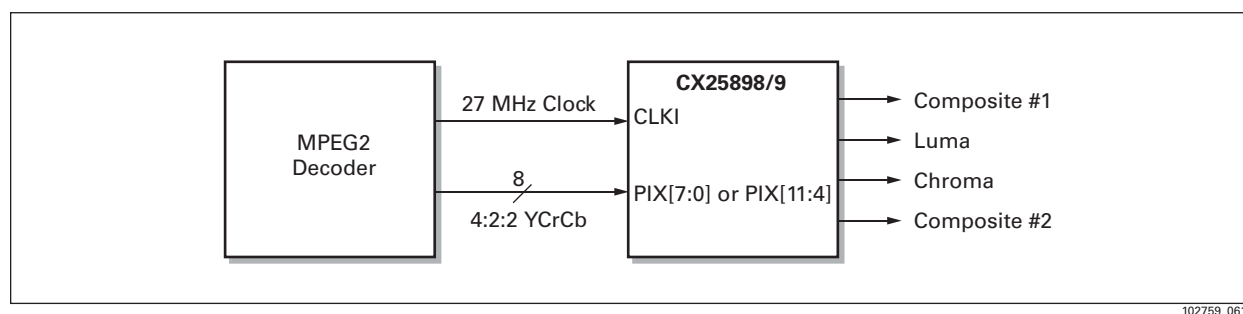 MPEG2
Decoder
27 MHz Clock
8
4:2:2 YCrCb
CX25898/9
CLKI
PIX[7:0] or PIX[11:4]
Composite #1
Luma
Chroma
Composite #2
102759_061